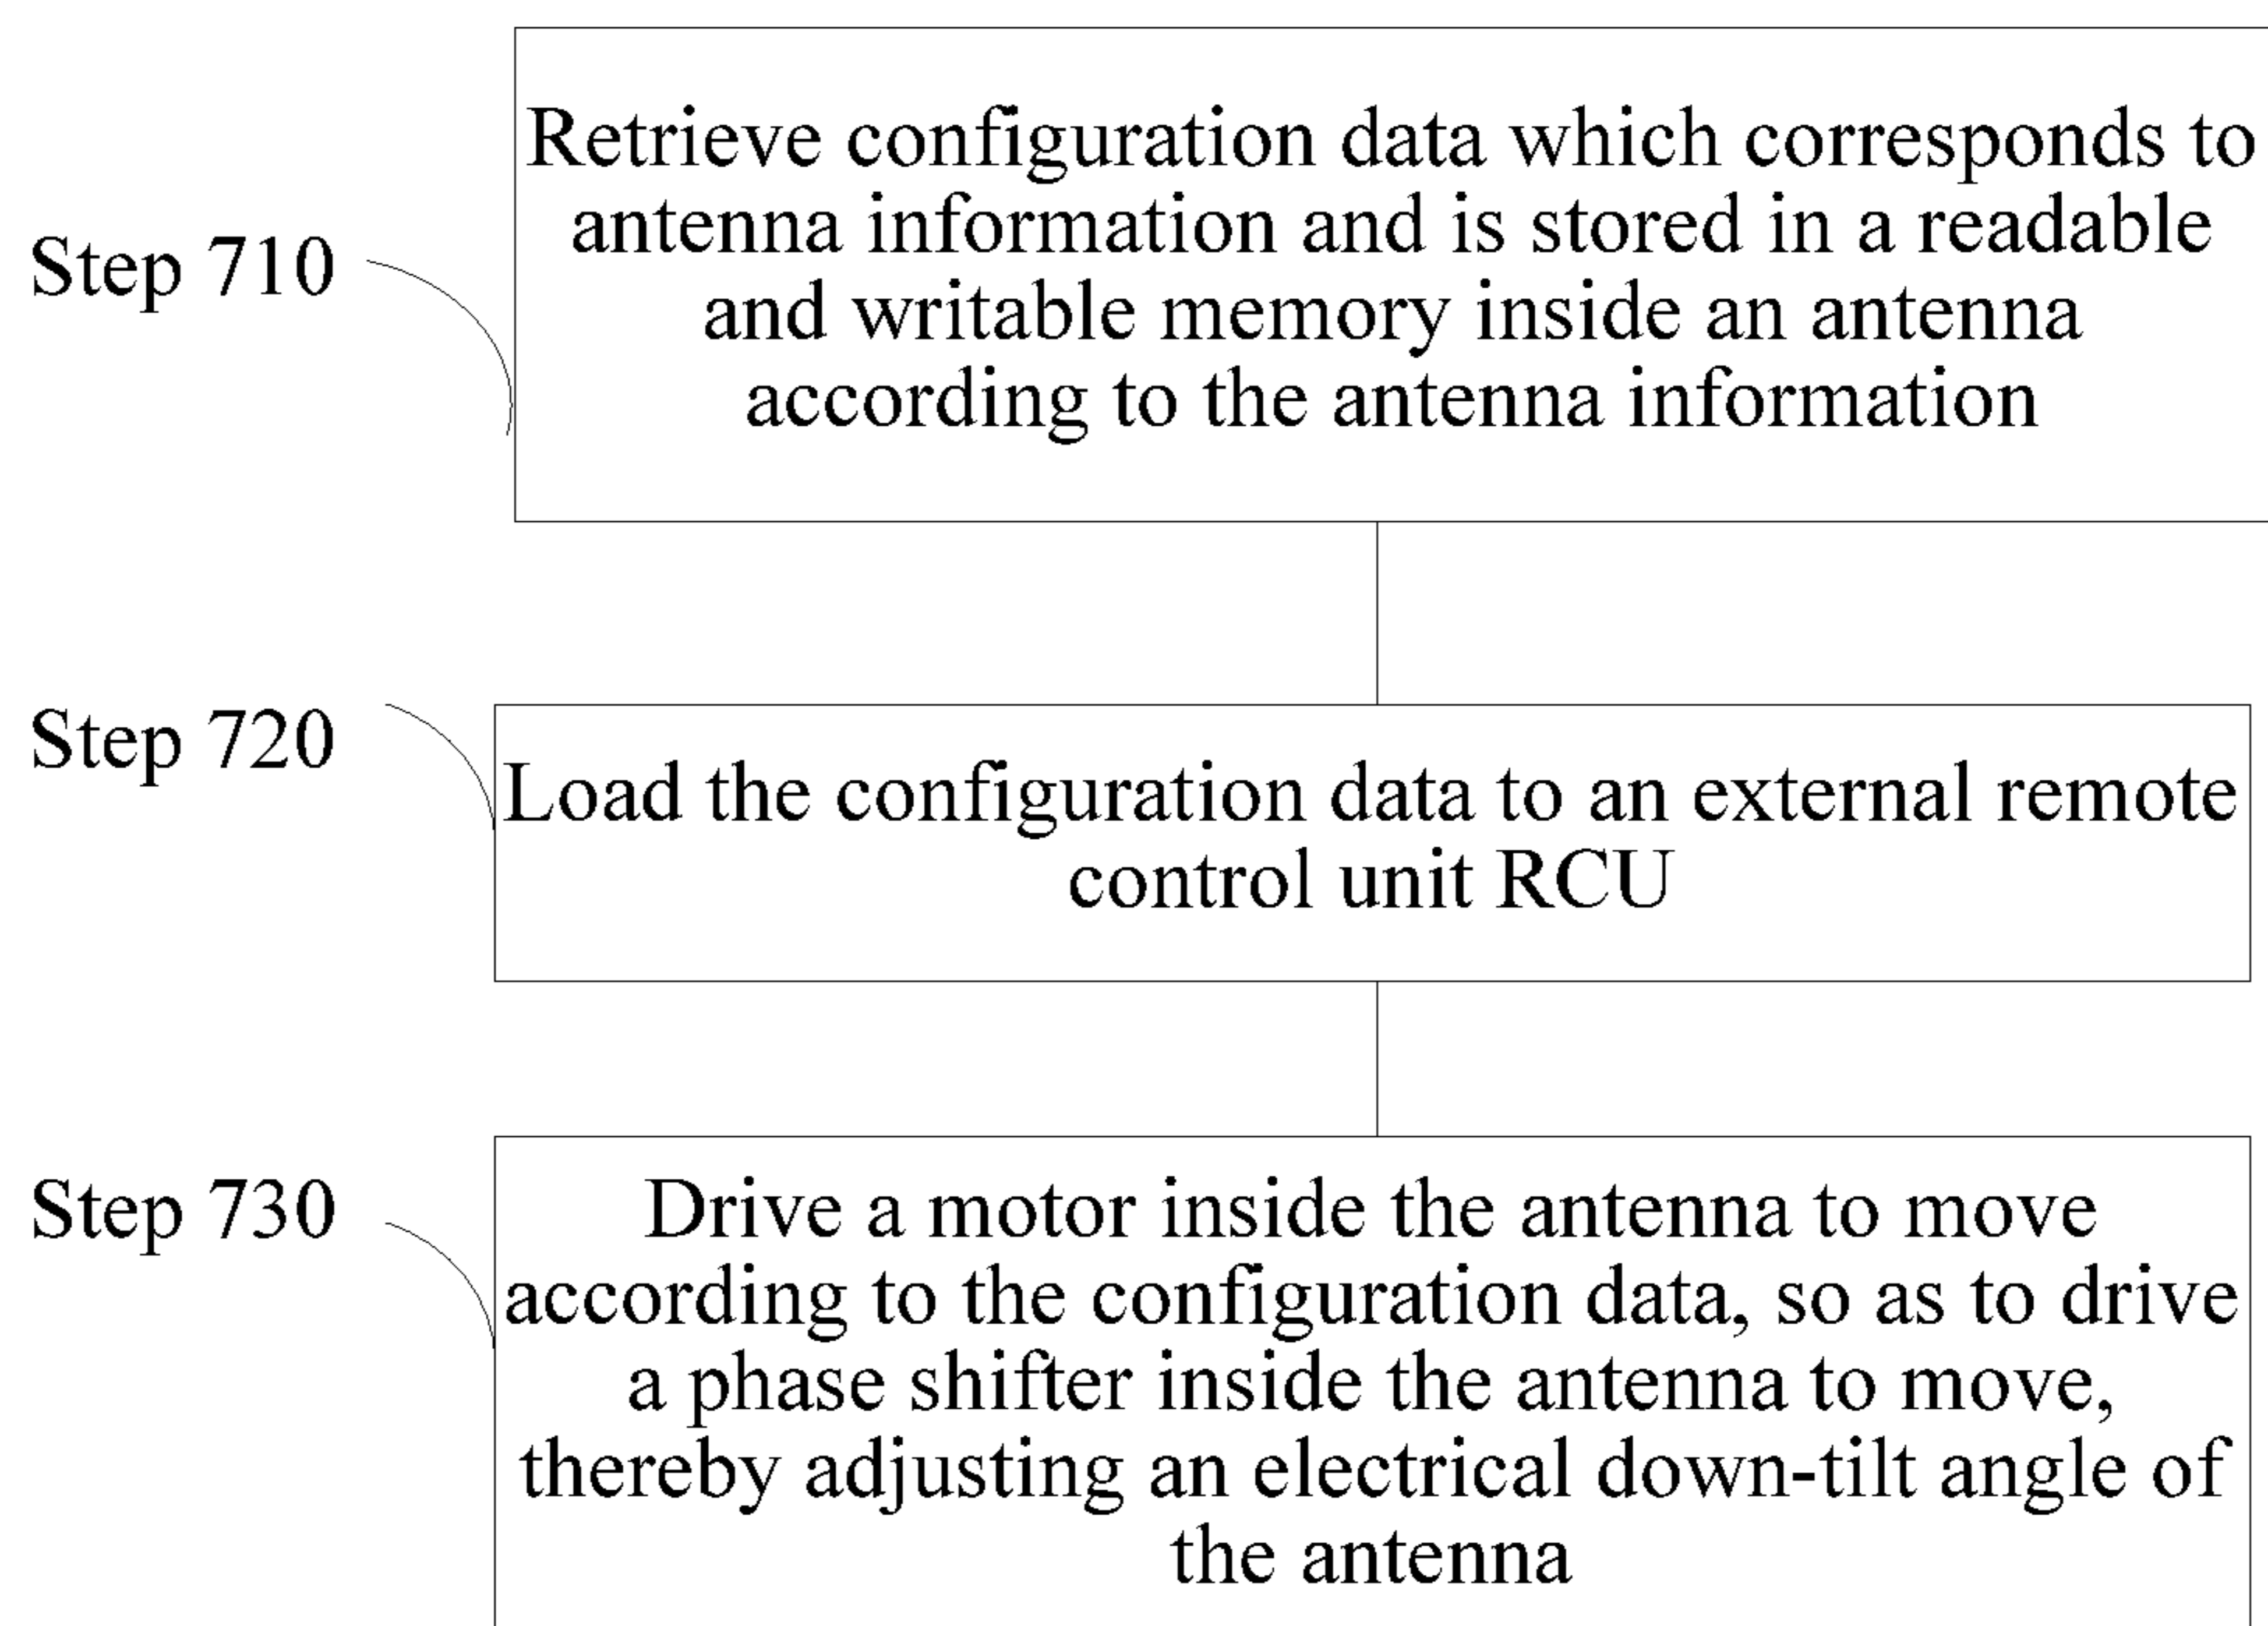 Step 710
Retrieve configuration data which corresponds to
antenna information and is stored in a readable
and writable memory inside an antenna
according to the antenna information
Step 720
Load the configuration data to an external remote
control unit RCU
Step 730
Drive a motor inside the antenna to move
according to the configuration data, so as to drive
a phase shifter inside the antenna to move,
thereby adjusting an electrical down-tilt angle of
the antenna